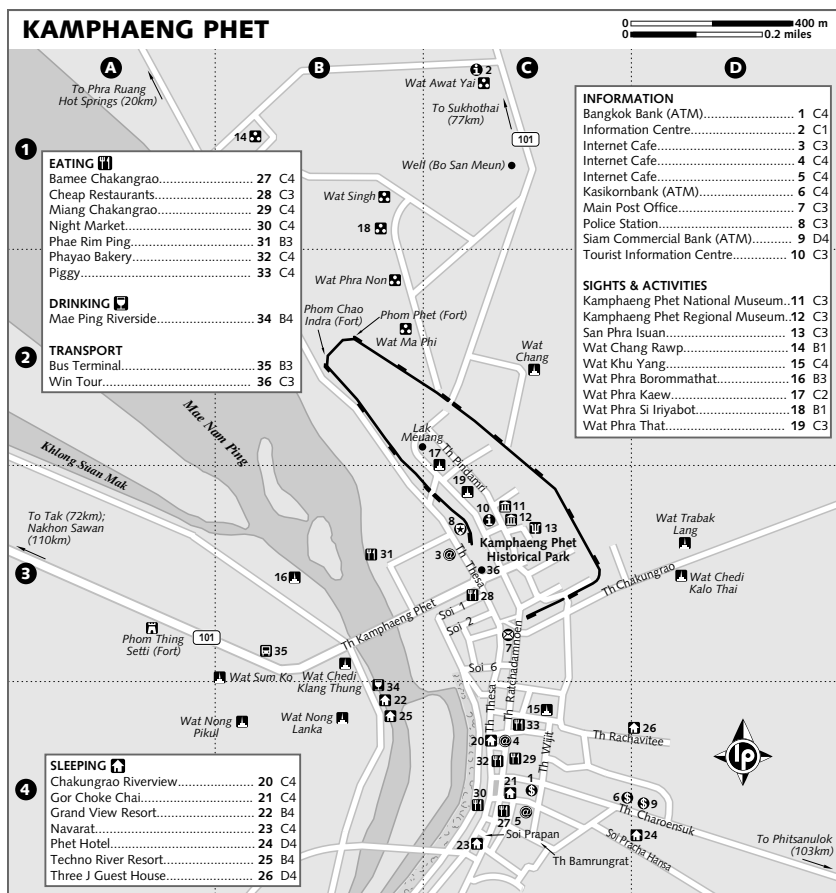 KAMPHAENG PHET
0 400 m
0 0.2 miles
A B C D
To Phra Ruang
Hot Springs (20km)
2
Wat Awat Yai
To Sukhothai
(77km)
101
14
1
Well (Bo San Meun)
Wat Singh
18
Wat Phra Non
EATING
Bamee Chakangrao 27 C4
Cheap Restaurants 28 C3
Miang Chakangrao 29 C4
Night Market 30 C4
Phae Rim Ping 31 B3
Phayao Bakery 32 C4
Piggy 33 C4
DRINKING
Mae Ping Riverside 34 B4
TRANSPORT
Bus Terminal 35 B3
Win Tour 36 C3
INFORMATION
Bangkok Bank (ATM) 1 C4
Information Centre 2 C1
Internet Cafe 3 C3
Internet Cafe 4 C4
Internet Cafe 5 C4
Kasikornbank (ATM) 6 C4
Main Post Office 7 C3
Police Station 8 C3
Siam Commercial Bank (ATM) 9 D4
Tourist Information Centre 10 C3
SIGHTS & ACTIVITIES
Kamphaeng Phet National Museum..11 C3
Kamphaeng Phet Regional Museum..12 C3
San Phra Isuan 13 C3
Wat Chang Rawp 14 B1
Wat Khu Yang 15 C4
Wat Phra Borommathat 16 B3
Wat Phra Kaew 17 C2
Wat Phra Si Iriyabot 18 B1
Wat Phra That 19 C3
Phom Chao
Indra (Fort)
Phom Phet (Fort)
Wat Ma Phi
2
Wat
Chang
Mae Nam Ping
Khlong Suan Mak
Lak
Meuang
17
Th Pindamri
19
10
11
12
13
8
Kamphaeng Phet
Historical Park
To Tak (72km);
Nakhon Sawan
(110km)
Wat Trabak
Lang
31
3
36
Th Thesa
3
16
28
Wat Chedi
Kalo Thai
Th Chakungrao
Soi 1
Soi 2
Th Kamphaeng Phet
Phom Thing
Setti (Fort)
101
35
7
Th Ratchadamnoen
Wat Sum Ko
Wat Chedi
Klang Thung
Soi 6
34
22
25
Wat Nong
Pikul
Wat Nong
Lanka
Th Thesa
15
33
26
Th Rachavitee
20
4
Th Wijit
LP
32
29
4
21
1
30
6
9
27
5
Th Charoensuk
Soi Prapan
23
24
Soi Pracha Hansa
Th Bamrungrat
To Phitsanulok
(103km)
SLEEPING
Chakungrao Riverview 20 C4
Gor Choke Chai 21 C4
Grand View Resort 22 B4
Navarat 23 C4
Phet Hotel 24 D4
Techno River Resort 25 B4
Three J Guest House 26 D4